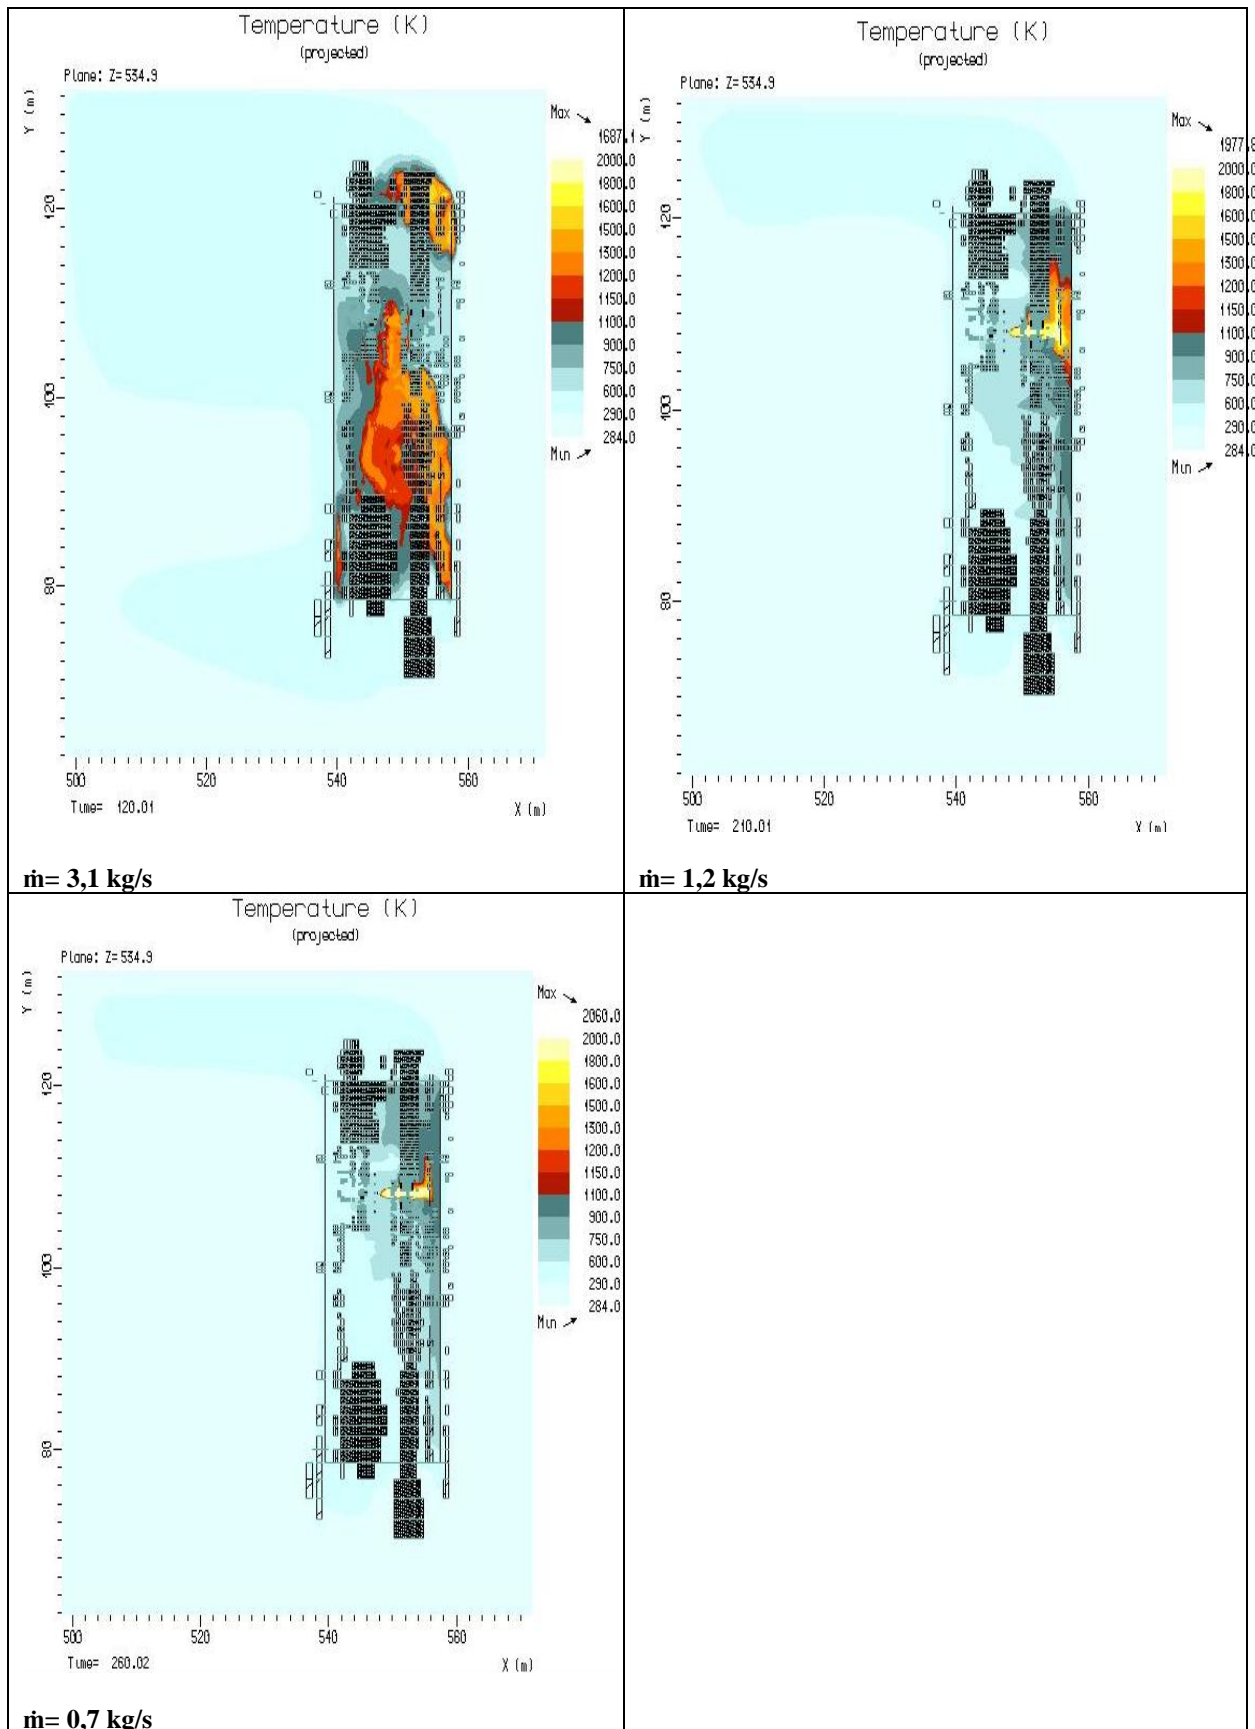 Temperature (K)
(projected)
Plane: Z=534.9
Y (m)
Max
1687.1
2000.0
1800.0
1600.0
1500.0
1300.0
1200.0
1150.0
1100.0
900.0
750.0
600.0
290.0
284.0
Min
120
100
80
500 520 540 560
Time= 120.01
X (m)
ṁ= 3,1 kg/s
Temperature (K)
(projected)
Plane: Z=534.9
Y (m)
Max
1977.8
2000.0
1800.0
1600.0
1500.0
1300.0
1200.0
1150.0
1100.0
900.0
750.0
600.0
290.0
284.0
Min
120
100
80
500 520 540 560
Time= 210.01
X (m)
ṁ= 1,2 kg/s
Temperature (K)
(projected)
Plane: Z=534.9
Y (m)
Max
2060.0
2000.0
1800.0
1600.0
1500.0
1300.0
1200.0
1150.0
1100.0
900.0
750.0
600.0
290.0
284.0
Min
120
100
80
500 520 540 560
Time= 260.02
X (m)
ṁ= 0,7 kg/s